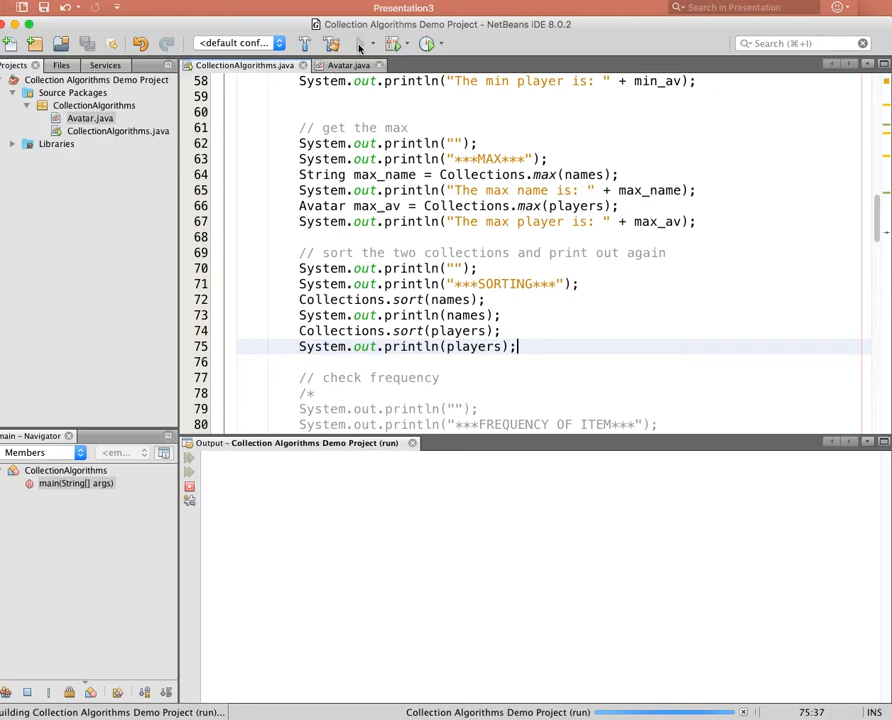 Presentation3
Search in Presentation
Collection Algorithms Demo Project - NetBeans IDE 8.0.2
<default conf...
Search (⌘+I)
Projects
Files
Services
CollectionAlgorithms.java
Avatar.java
Collection Algorithms Demo Project
Source Packages
CollectionAlgorithms
Avatar.java
CollectionAlgorithms.java
Libraries
58 System.out.println("The min player is: " + min_av);
59
60
61 // get the max
62 System.out.println("");
63 System.out.println("***MAX***");
64 String max_name = Collections.max(names);
65 System.out.println("The max name is: " + max_name);
66 Avatar max_av = Collections.max(players);
67 System.out.println("The max player is: " + max_av);
68
69 // sort the two collections and print out again
70 System.out.println("");
71 System.out.println("***SORTING***");
72 Collections.sort(names);
73 System.out.println(names);
74 Collections.sort(players);
75 System.out.println(players);
76
77 // check frequency
78 /*
79 System.out.println("");
80 System.out.println("***FREQUENCY OF ITEM***");
main - Navigator
Members
<em...
CollectionAlgorithms
main(String[] args)
Output - Collection Algorithms Demo Project (run)
uilding Collection Algorithms Demo Project (run)...
Collection Algorithms Demo Project (run)
75:37
INS